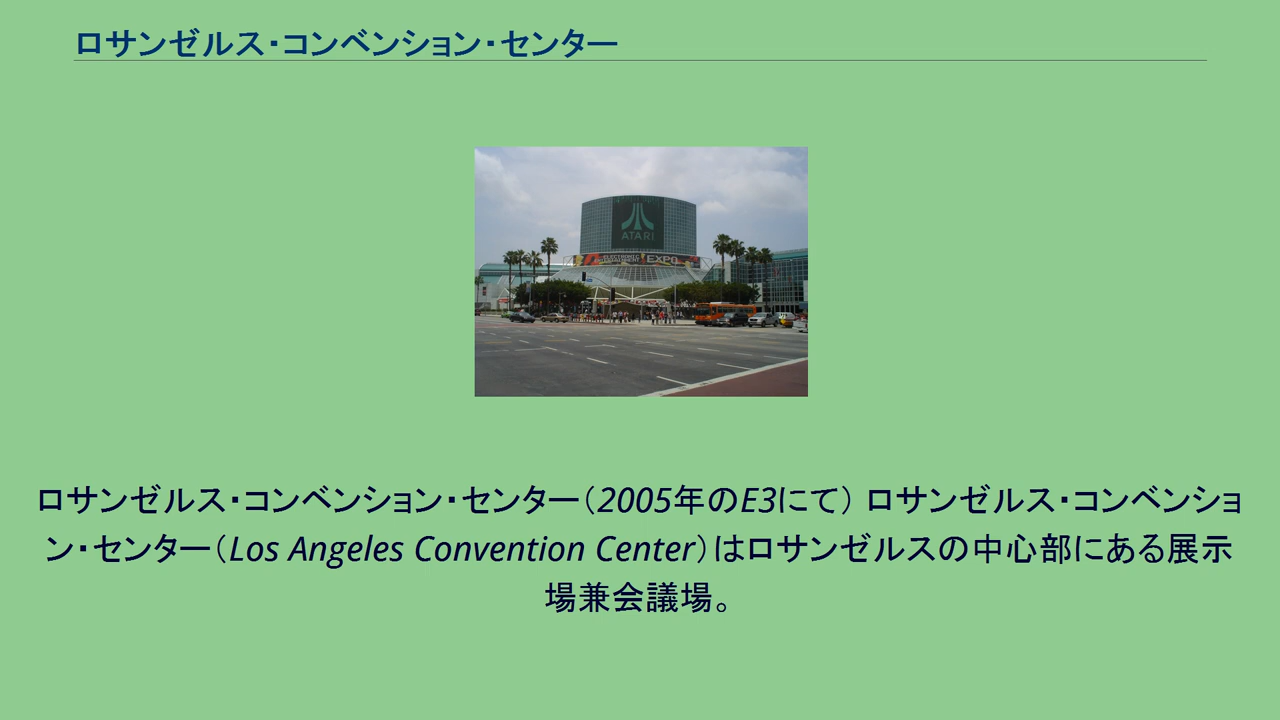 ロサンゼルス・コンベンション・センター
ATARI
ELECTRONIC
ENTERTAINMENT
EXPO
ロサンゼルス・コンベンション・センター（2005年のE3にて） ロサンゼルス・コンベンショ
ン・センター（Los Angeles Convention Center）はロサンゼルスの中心部にある展示
場兼会議場。